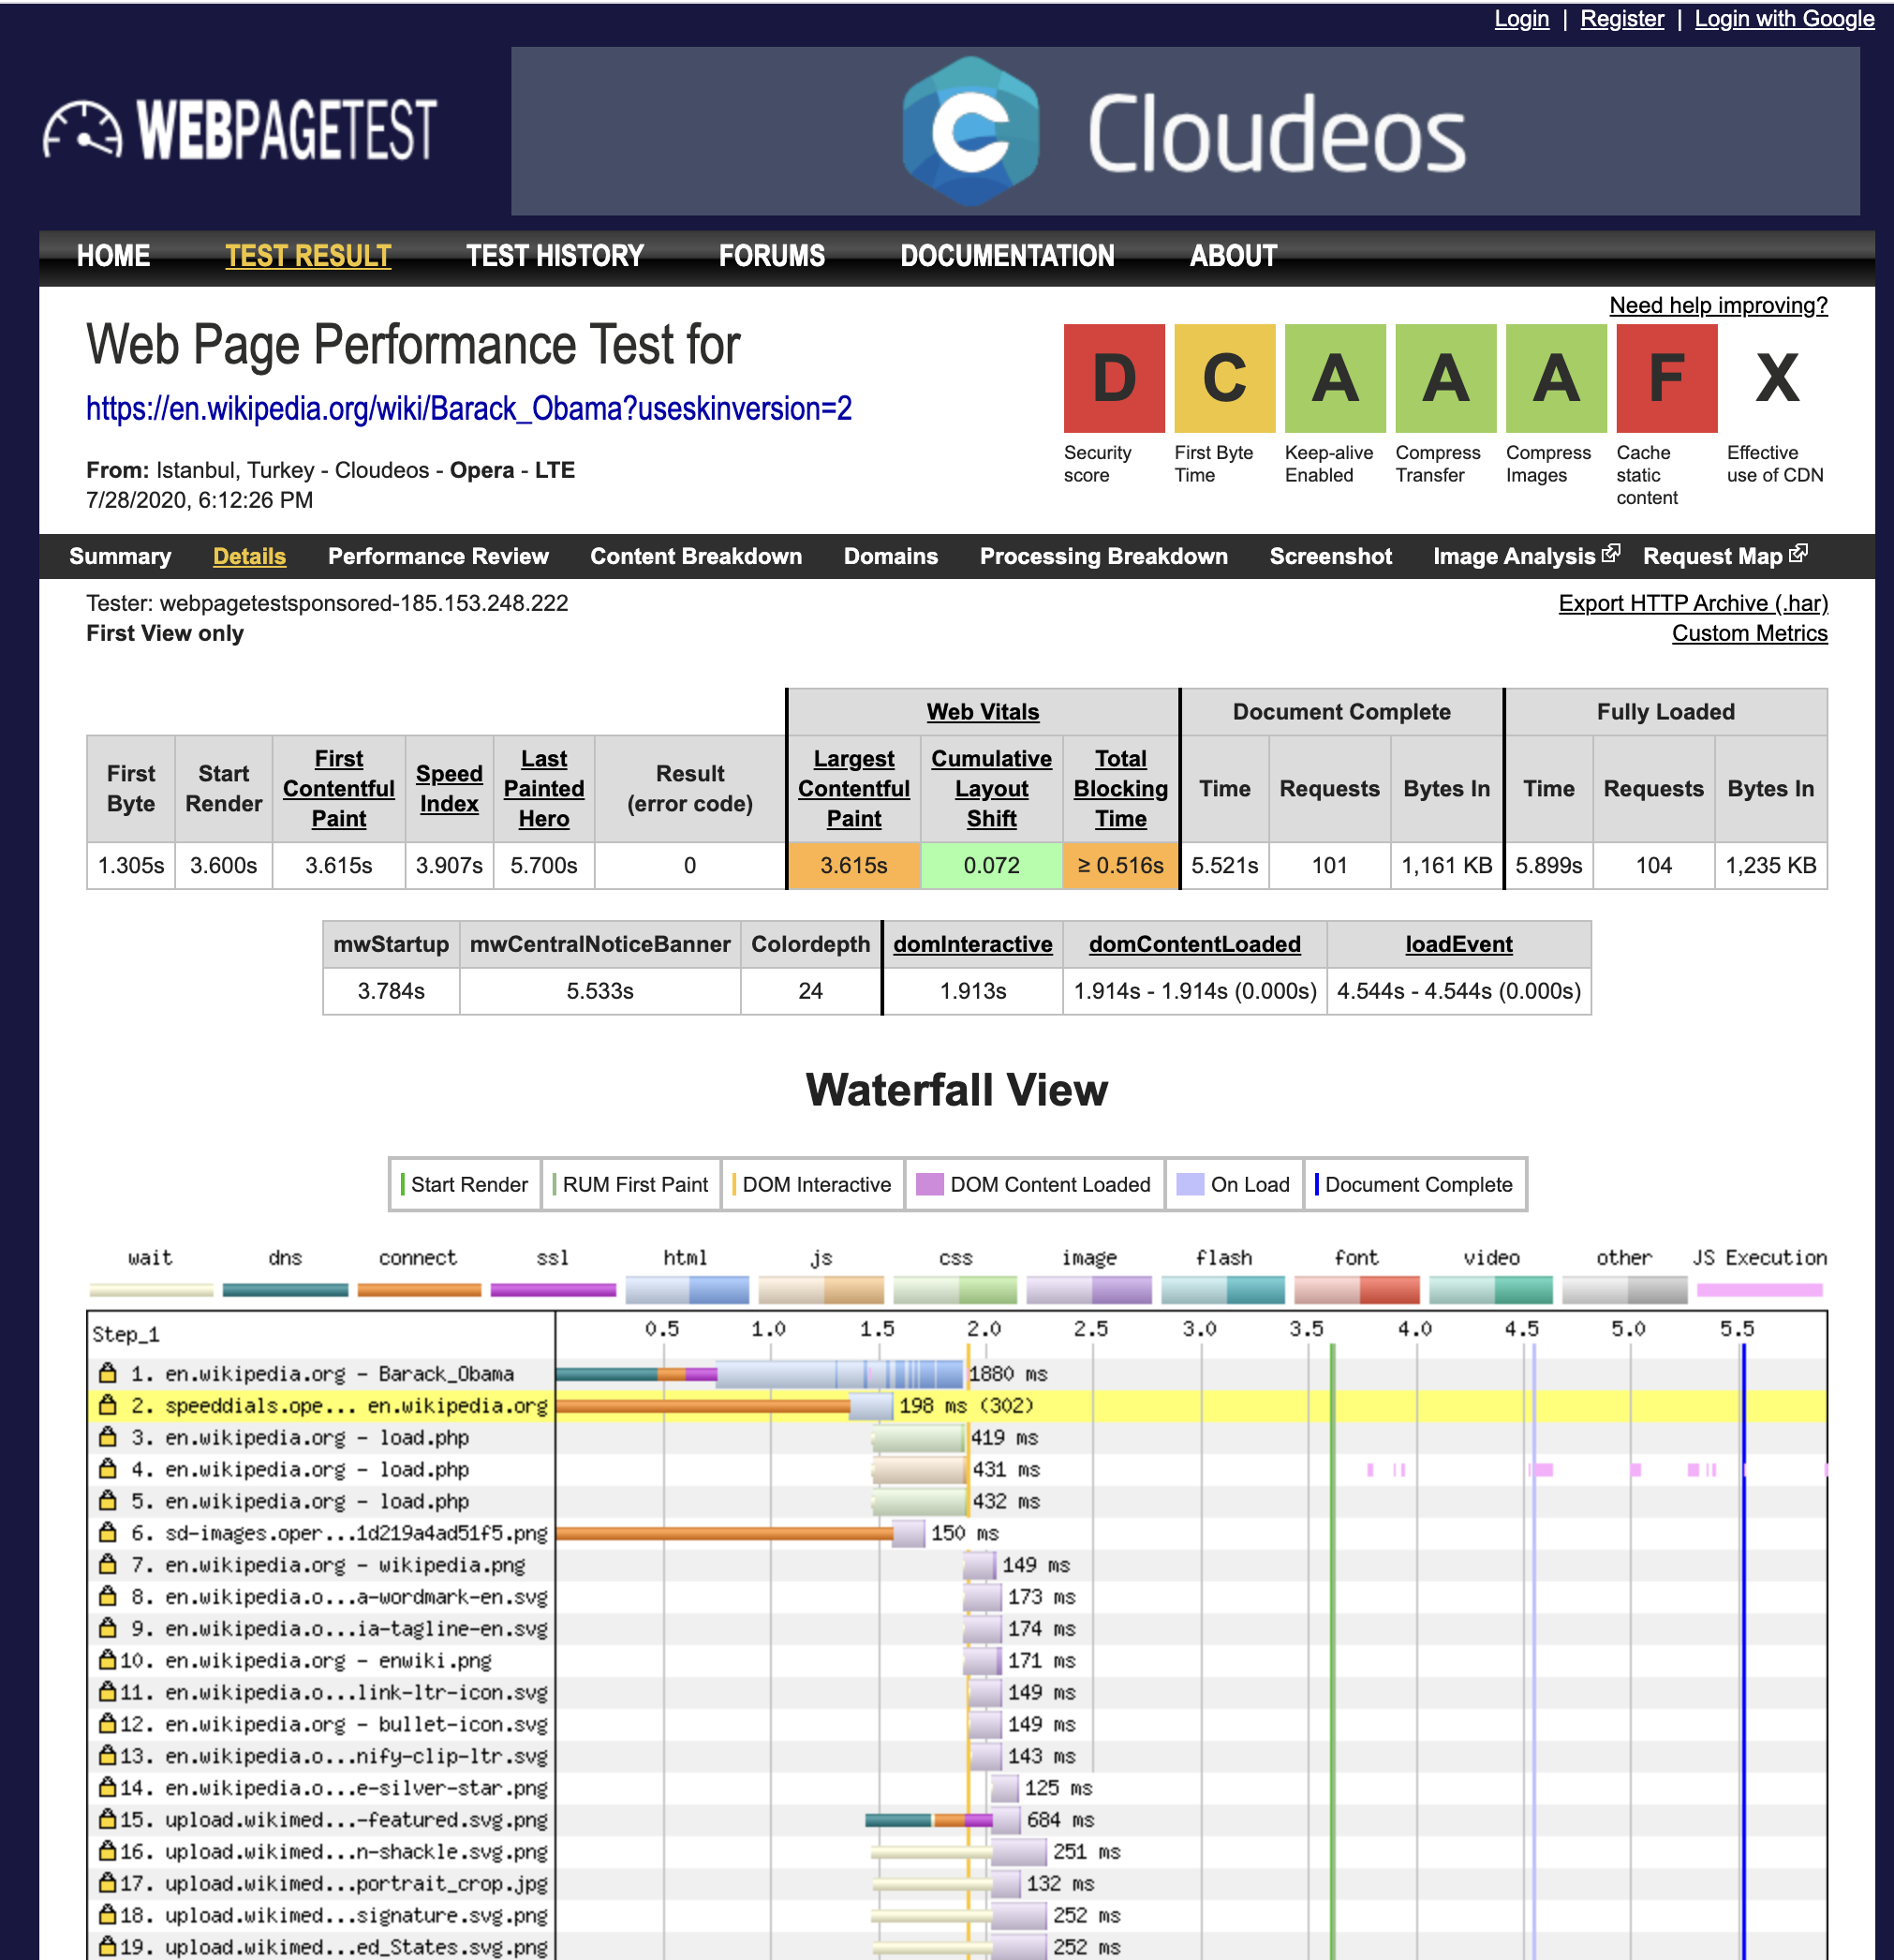 Login | Register | Login with Google
WEBPAGETEST
Cloudeos
HOME TEST RESULT TEST HISTORY FORUMS DOCUMENTATION ABOUT
Need help improving?
Web Page Performance Test for
https://en.wikipedia.org/wiki/Barack_Obama?useskinversion=2
From: Istanbul, Turkey - Cloudeos - Opera - LTE
7/28/2020, 6:12:26 PM
D C A A A F X
Security score
First Byte Time
Keep-alive Enabled
Compress Transfer
Compress Images
Cache static content
Effective use of CDN
Summary Details Performance Review Content Breakdown Domains Processing Breakdown Screenshot Image Analysis Request Map
Tester: webpagetestsponsored-185.153.248.222
First View only
Export HTTP Archive (.har)
Custom Metrics
Web Vitals Document Complete Fully Loaded
First Byte Start Render First Contentful Paint Speed Index Last Painted Hero Result (error code) Largest Contentful Paint Cumulative Layout Shift Total Blocking Time Time Requests Bytes In Time Requests Bytes In
1.305s 3.600s 3.615s 3.907s 5.700s 0 3.615s 0.072 ≥ 0.516s 5.521s 101 1,161 KB 5.899s 104 1,235 KB
mwStartup mwCentralNoticeBanner Colordepth domInteractive domContentLoaded loadEvent
3.784s 5.533s 24 1.913s 1.914s - 1.914s (0.000s) 4.544s - 4.544s (0.000s)
Waterfall View
Start Render RUM First Paint DOM Interactive DOM Content Loaded On Load Document Complete
wait dns connect ssl html js css image flash font video other JS Execution
Step_1 0.5 1.0 1.5 2.0 2.5 3.0 3.5 4.0 4.5 5.0 5.5
1. en.wikipedia.org - Barack_Obama 1880 ms
2. speeddials.ope... en.wikipedia.org 198 ms (302)
3. en.wikipedia.org - load.php 419 ms
4. en.wikipedia.org - load.php 431 ms
5. en.wikipedia.org - load.php 432 ms
6. sd-images.oper...1d219a4ad51f5.png 150 ms
7. en.wikipedia.org - wikipedia.png 149 ms
8. en.wikipedia.o...a-wordmark-en.svg 173 ms
9. en.wikipedia.o...ia-tagline-en.svg 174 ms
10. en.wikipedia.org - enwiki.png 171 ms
11. en.wikipedia.o...link-ltr-icon.svg 149 ms
12. en.wikipedia.org - bullet-icon.svg 149 ms
13. en.wikipedia.o...nify-clip-ltr.svg 143 ms
14. en.wikipedia.o...e-silver-star.png 125 ms
15. upload.wikimed...-featured.svg.png 684 ms
16. upload.wikimed...n-shackle.svg.png 251 ms
17. upload.wikimed...portrait_crop.jpg 132 ms
18. upload.wikimed...signature.svg.png 252 ms
19. upload.wikimed...ed_States.svg.png 252 ms